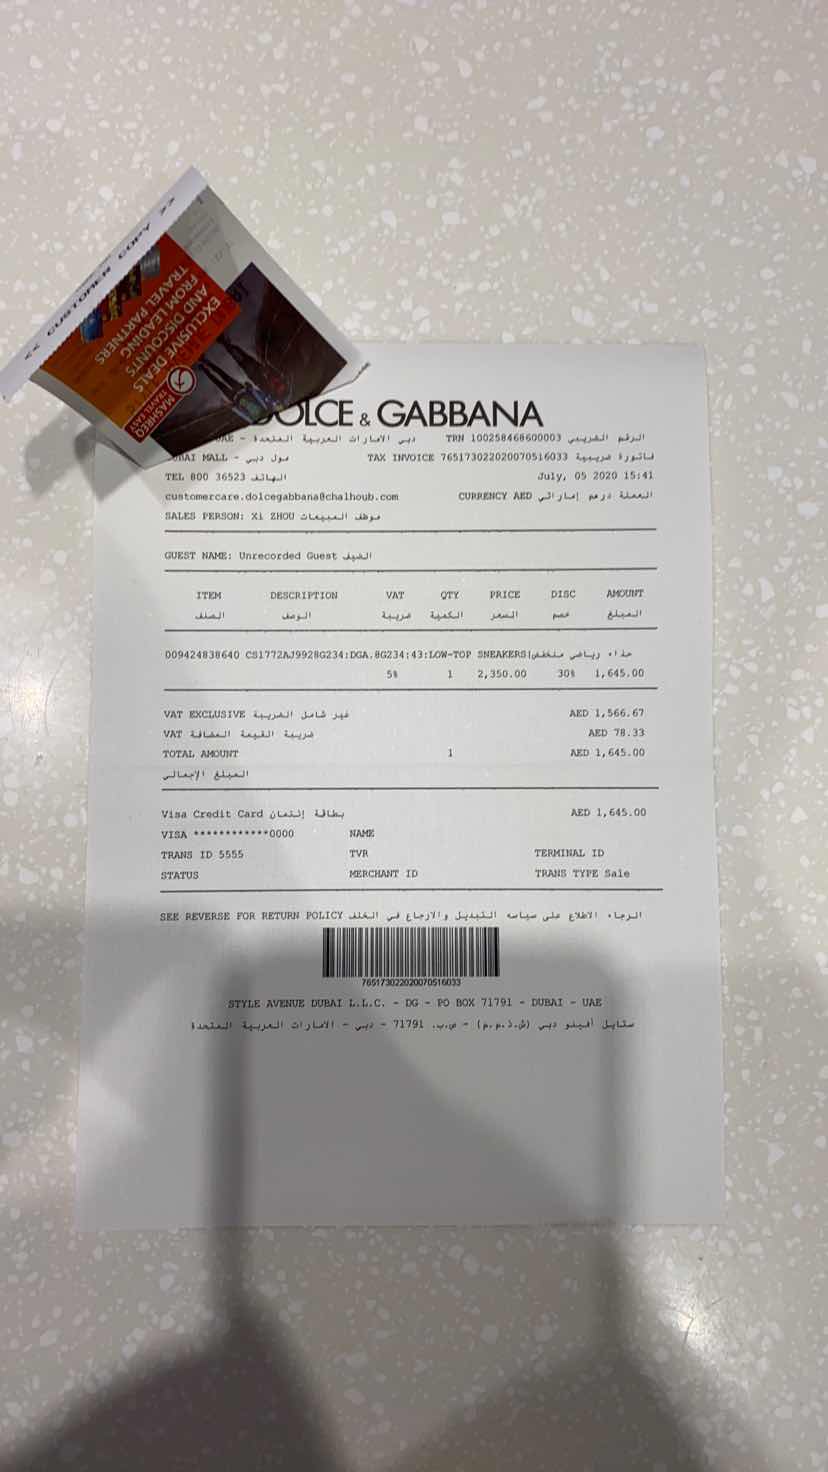 << CUSTOMER COPY >>
EXCLUSIVE DEALS
AND DISCOUNTS
FROM LEADING
TRAVEL PARTNERS
MASHREQ
TRAVEL EASY
DOLCE & GABBANA
UAE - دبي الامارات العربية المتحدة TRN 100258468600003 الرقم الضريبي
DUBAI MALL - مول دبي TAX INVOICE 765173022020070516033 فاتورة ضريبية
TEL 800 36523 الهاتف July, 05 2020 15:41
customercare.dolcegabbana@chalhoub.com CURRENCY AED العملة درهم إماراتي
SALES PERSON: Xi ZHOU موظف المبيعات
GUEST NAME: Unrecorded Guest الضيف
ITEM DESCRIPTION VAT QTY PRICE DISC AMOUNT
الصنف الوصف ضريبة الكمية السعر خصم المبلغ
009424838640 CS1772AJ9928G234:DGA.8G234:43:LOW-TOP SNEAKERS|حذاء رياضي منخفض
5% 1 2,350.00 30% 1,645.00
VAT EXCLUSIVE غير شامل الضريبة AED 1,566.67
VAT ضريبة القيمة المضافة AED 78.33
TOTAL AMOUNT 1 AED 1,645.00
المبلغ الإجمالي
Visa Credit Card بطاقة إئتمان AED 1,645.00
VISA ************0000 NAME
TRANS ID 5555 TVR TERMINAL ID
STATUS MERCHANT ID TRANS TYPE Sale
SEE REVERSE FOR RETURN POLICY الرجاء الاطلاع على سياسه التبديل والارجاع في الخلف
765173022020070516033
STYLE AVENUE DUBAI L.L.C. - DG - PO BOX 71791 - DUBAI - UAE
ستايل أفينو دبي (ش.ذ.م.م) - ص.ب. 71791 - دبي - الامارات العربية المتحدة